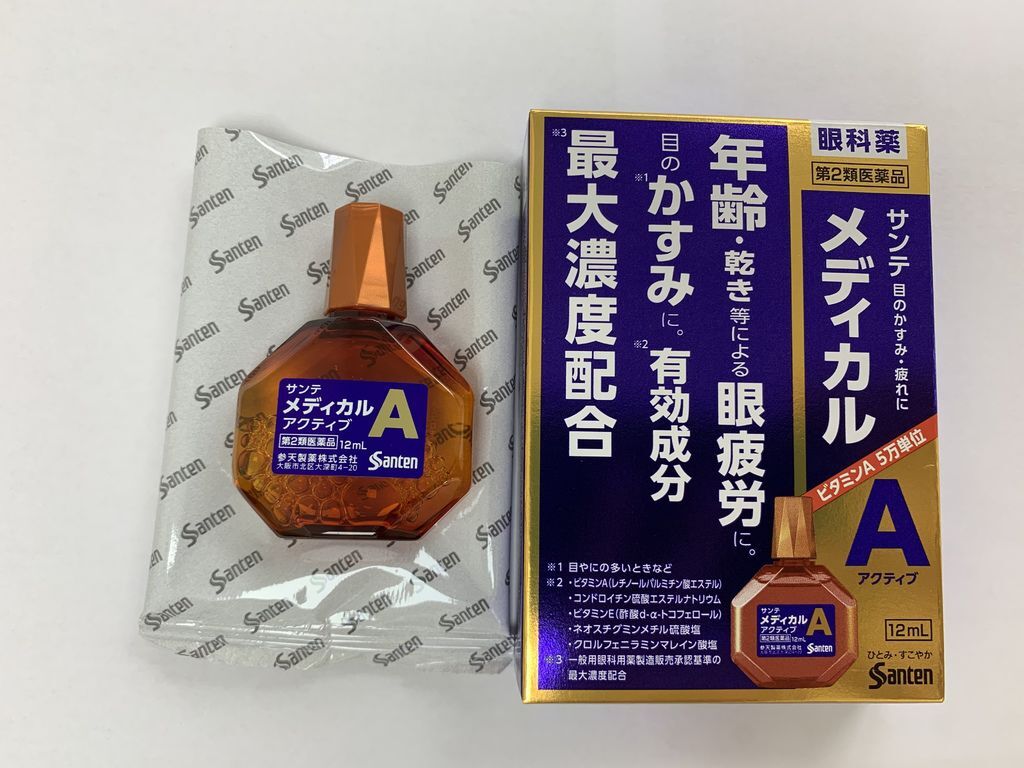 サンテ
メディカル
アクティブ
A
第2類医薬品 12mL
参天製薬株式会社
大阪市北区大深町4-20
Santen
眼科薬
第2類医薬品
サンテ 目のかすみ・疲れに
メディカル
ビタミンA 5万単位
A
アクティブ
12mL
ひとみ・すこやか
Santen
年齢・乾き等による眼疲労に。
目のかすみ※1に。有効成分※2
※3最大濃度配合
※1 目やにの多いときなど
※2 ・ビタミンA(レチノールパルミチン酸エステル)
・コンドロイチン硫酸エステルナトリウム
・ビタミンE(酢酸d-α-トコフェロール)
・ネオスチグミンメチル硫酸塩
・クロルフェニラミンマレイン酸塩
※3 一般用眼科用薬製造販売承認基準の
最大濃度配合
サンテ
メディカル
アクティブ
A
第2類医薬品 12mL
参天製薬株式会社
Santen
Santen